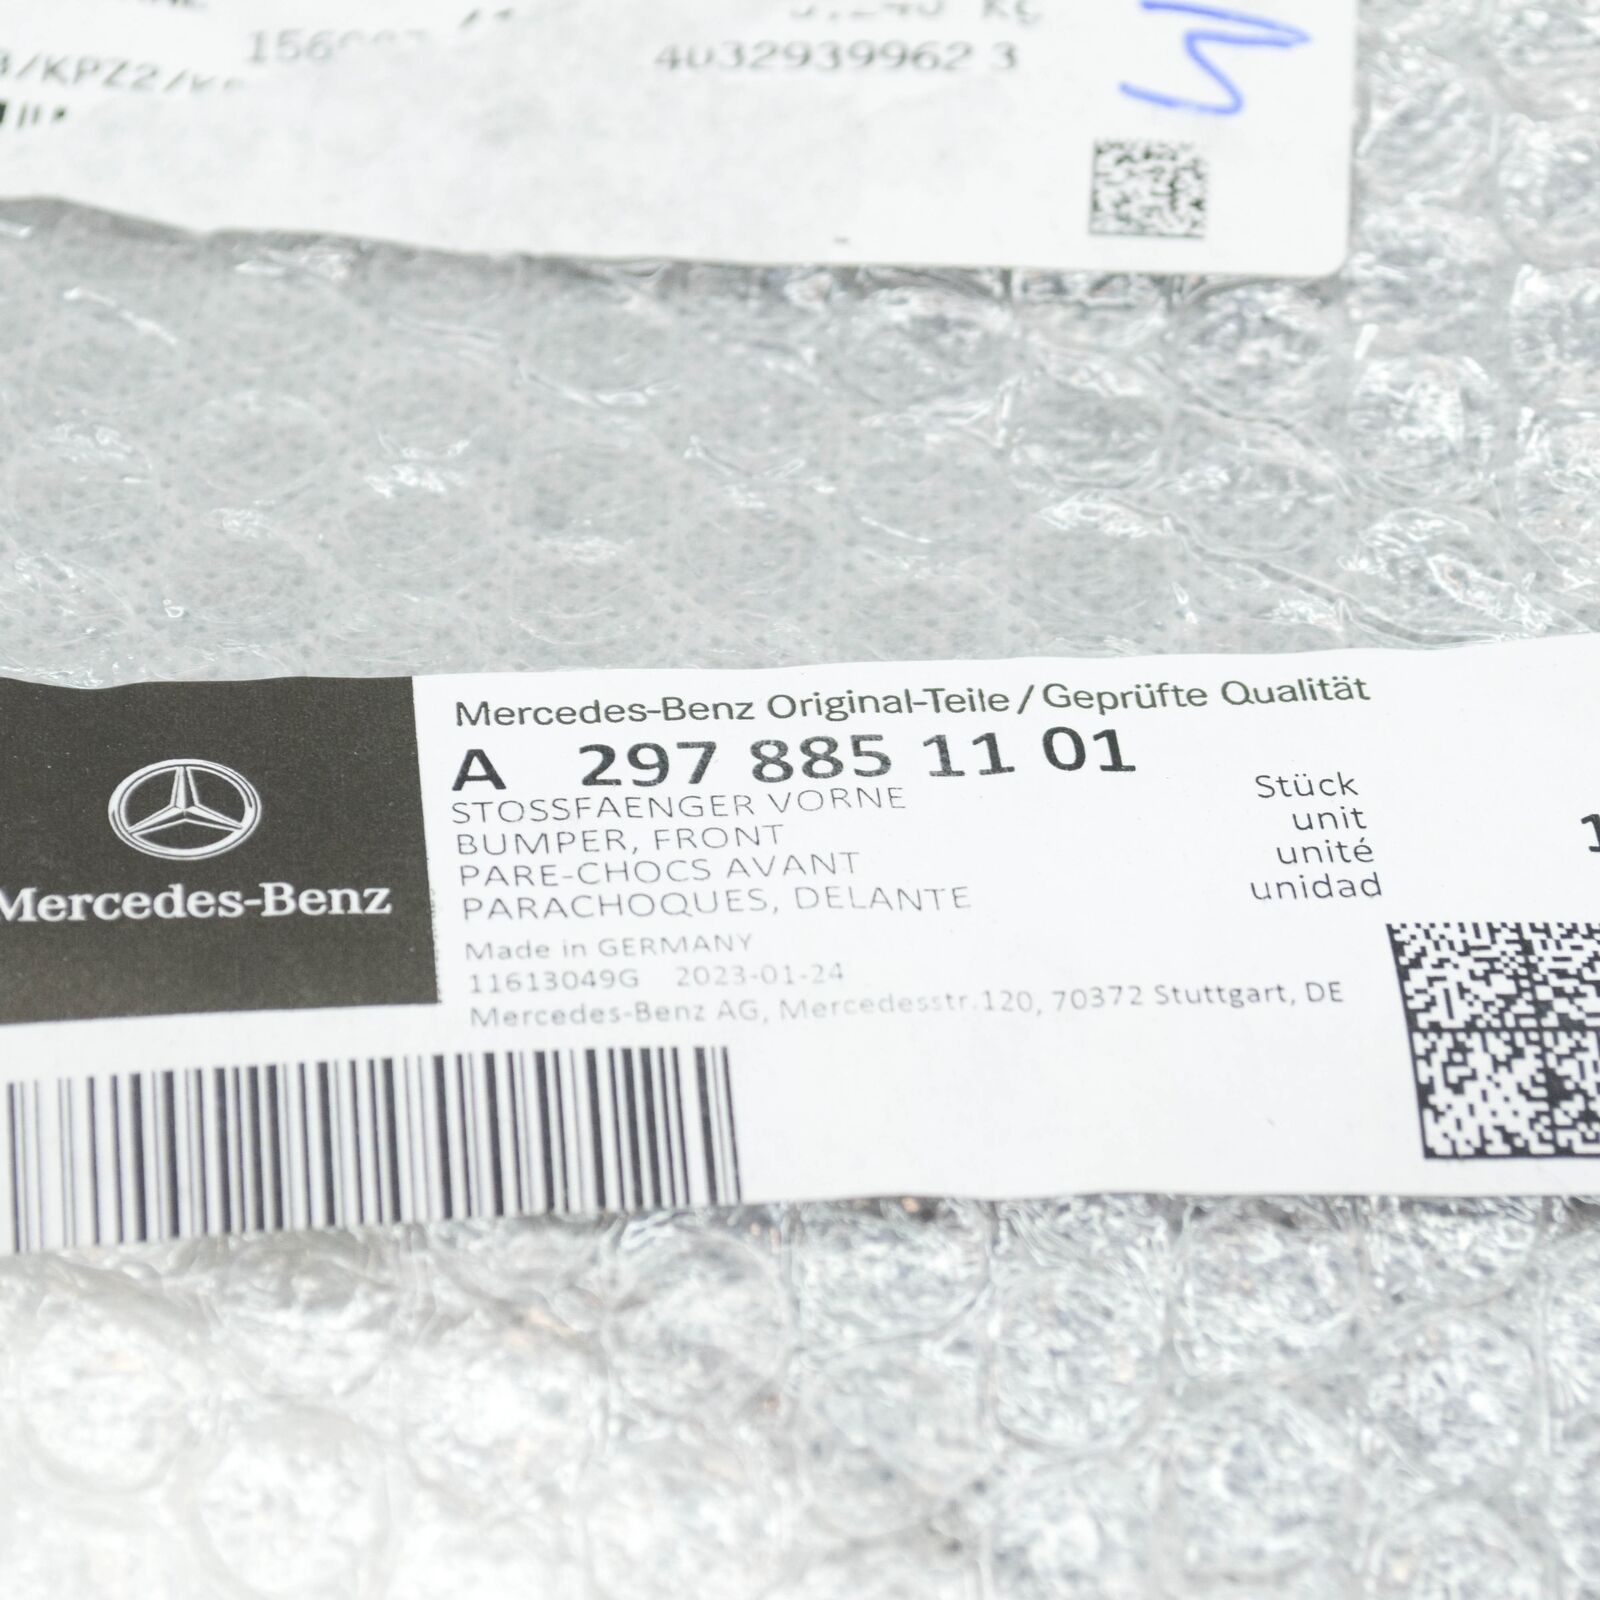 4032939962 3
Mercedes-Benz
Mercedes-Benz Original-Teile / Geprüfte Qualität
A 297 885 11 01
STOSSFAENGER VORNE
BUMPER, FRONT
PARE-CHOCS AVANT
PARACHOQUES, DELANTE
Stück
unit
unité
unidad
1
Made in GERMANY
11613049G 2023-01-24
Mercedes-Benz AG, Mercedesstr.120, 70372 Stuttgart, DE